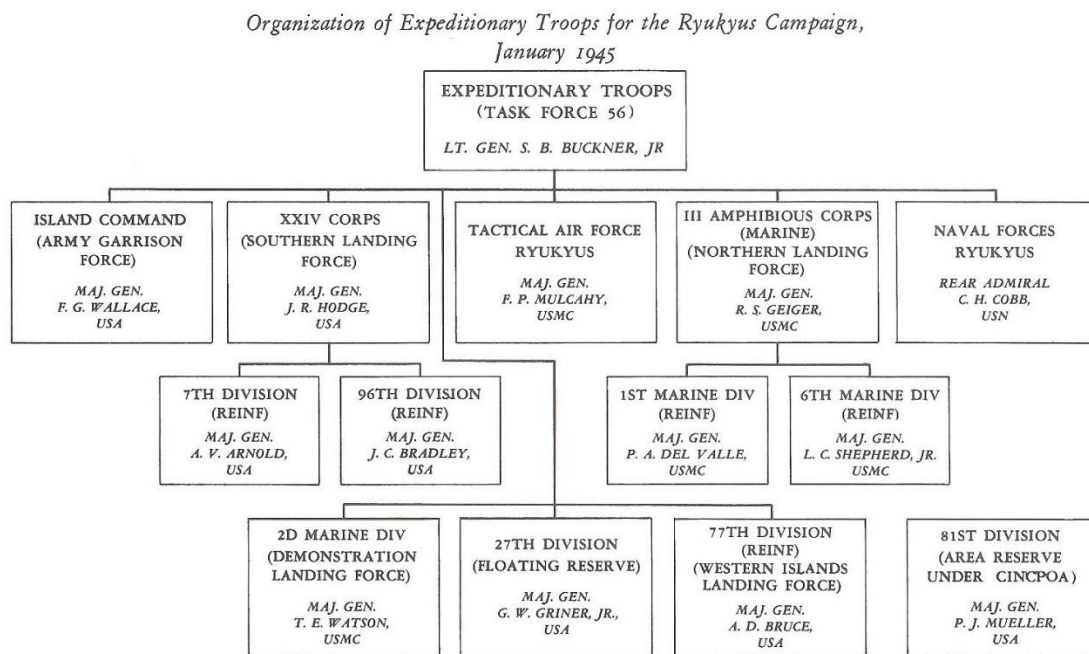 Organization of Expeditionary Troops for the Ryukyus Campaign,
January 1945
EXPEDITIONARY TROOPS
(TASK FORCE 56)
LT. GEN. S. B. BUCKNER, JR
ISLAND COMMAND
(ARMY GARRISON
FORCE)
MAJ. GEN.
F. G. WALLACE,
USA
XXIV CORPS
(SOUTHERN LANDING
FORCE)
MAJ. GEN.
J. R. HODGE,
USA
TACTICAL AIR FORCE
RYUKYUS
MAJ. GEN.
F. P. MULCAHY,
USMC
III AMPHIBIOUS CORPS
(MARINE)
(NORTHERN LANDING
FORCE)
MAJ. GEN.
R. S. GEIGER,
USMC
NAVAL FORCES
RYUKYUS
REAR ADMIRAL
C. H. COBB,
USN
7TH DIVISION
(REINF)
MAJ. GEN.
A. V. ARNOLD,
USA
96TH DIVISION
(REINF)
MAJ. GEN.
J. C. BRADLEY,
USA
1ST MARINE DIV
(REINF)
MAJ. GEN.
P. A. DEL VALLE,
USMC
6TH MARINE DIV
(REINF)
MAJ. GEN.
L. C. SHEPHERD, JR.
USMC
2D MARINE DIV
(DEMONSTRATION
LANDING FORCE)
MAJ. GEN.
T. E. WATSON,
USMC
27TH DIVISION
(FLOATING RESERVE)
MAJ. GEN.
G. W. GRINER, JR.,
USA
77TH DIVISION
(REINF)
(WESTERN ISLANDS
LANDING FORCE)
MAJ. GEN.
A. D. BRUCE,
USA
81ST DIVISION
(AREA RESERVE
UNDER CINCPOA)
MAJ. GEN.
P. J. MUELLER,
USA